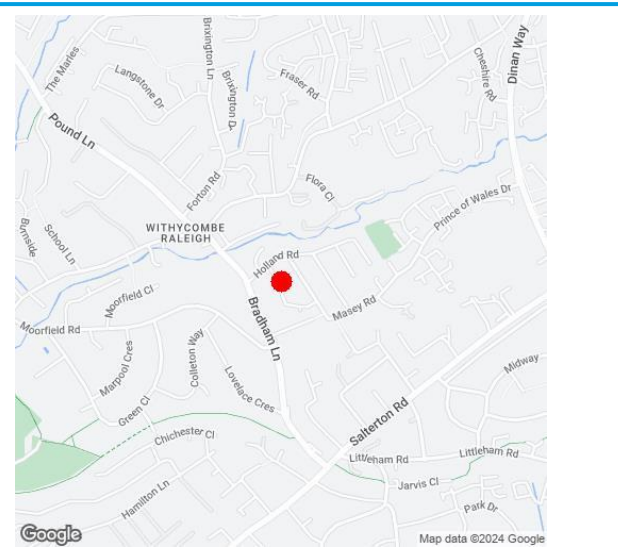 The Marles
Langstone Dr
Brixington Ln
Brixington D
Fraser Rd
Cheshire Rd
Dinan Way
Pound Ln
Forton Rd
Flora Cl
Prince of Wales Dr
Burnside
School Ln
WITHYCOMBE
RALEIGH
Holland Rd
Moorfield Cl
Bradham Ln
Masey Rd
Moorfield Rd
Colleton Way
Marpool Cres
Lovelace Cres
Midway
Green Cl
Salterton Rd
Chichester Cl
Littleham Rd
Littleham Rd
Jarvis Cl
Hamilton Ln
Park Dr
Google
Map data ©2024 Google